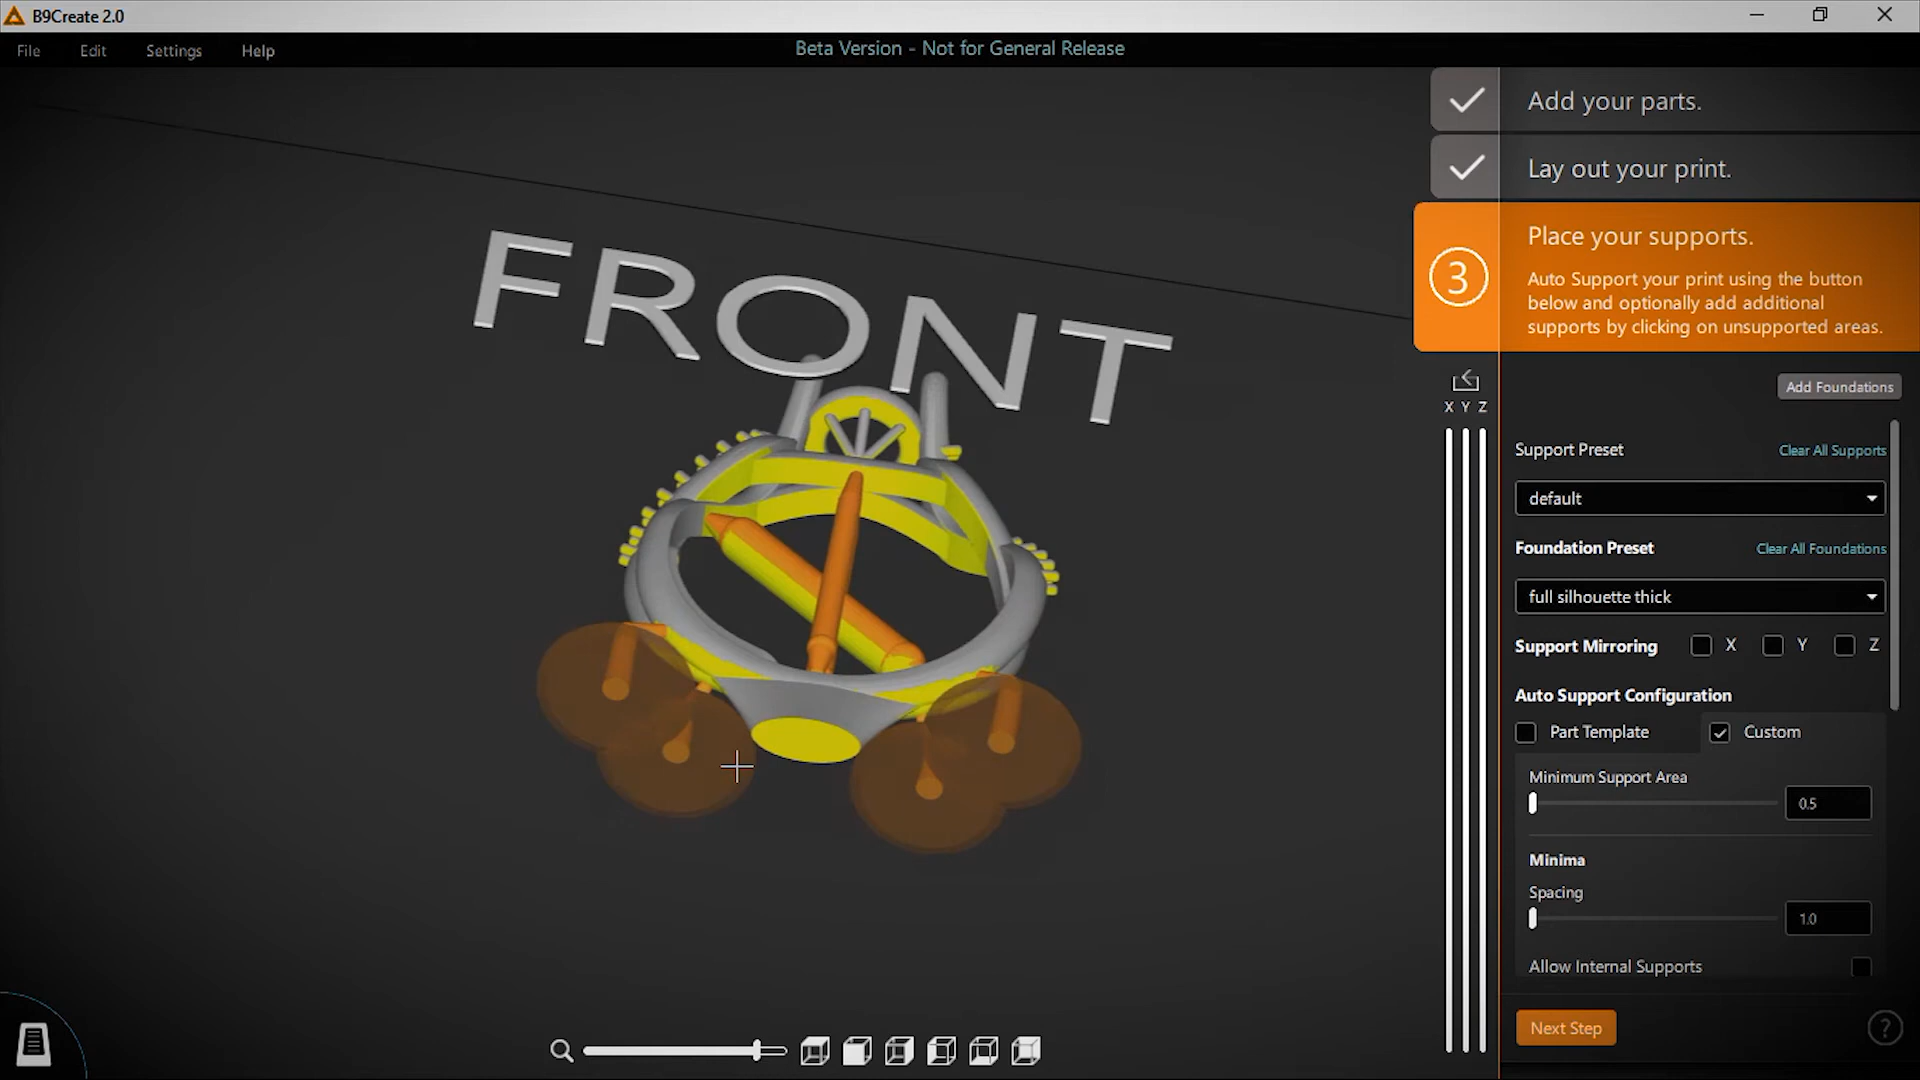 B9Create 2.0
File Edit Settings Help
Beta Version - Not for General Release
Add your parts.
Lay out your print.
3
Place your supports.
Auto Support your print using the button
below and optionally add additional
supports by clicking on unsupported areas.
FRONT
X Y Z
Add Foundations
Support Preset Clear All Supports
default
Foundation Preset Clear All Foundations
full silhouette thick
Support Mirroring X Y Z
Auto Support Configuration
Part Template Custom
Minimum Support Area
0.5
Minima
Spacing
1.0
Allow Internal Supports
Next Step
?